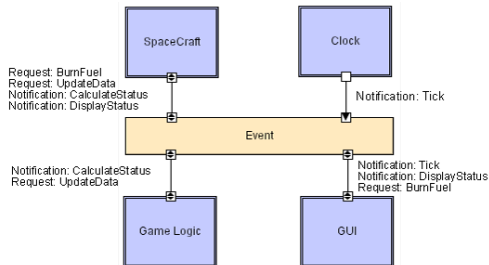 SpaceCraft
Clock
Request: BurnFuel
Request: UpdateData
Notification: CalculateStatus
Notification: DisplayStatus
Notification: Tick
Event
Notification: CalculateStatus
Request: UpdateData
Notification: Tick
Notification: DisplayStatus
Request: BurnFuel
Game Logic
GUI